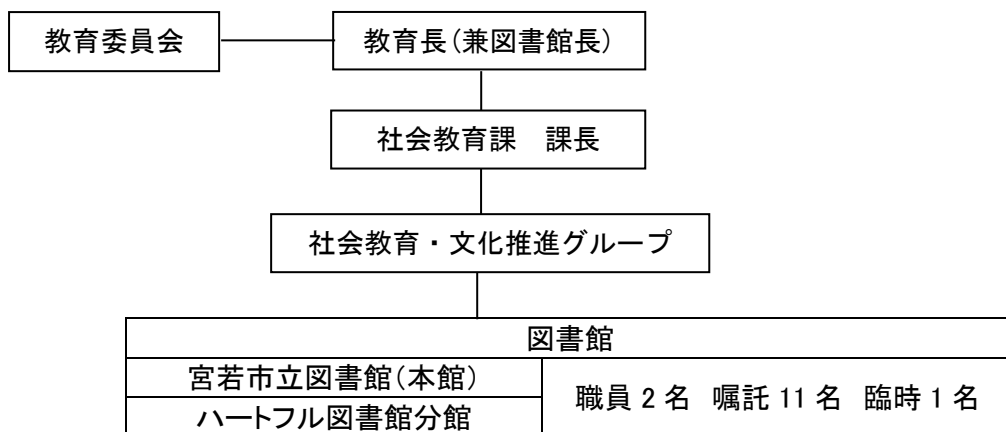 教育委員会
教育長(兼図書館長)
社会教育課　課長
社会教育・文化推進グループ
図書館
宮若市立図書館(本館)
ハートフル図書館分館
職員 2 名 嘱託 11 名 臨時 1 名